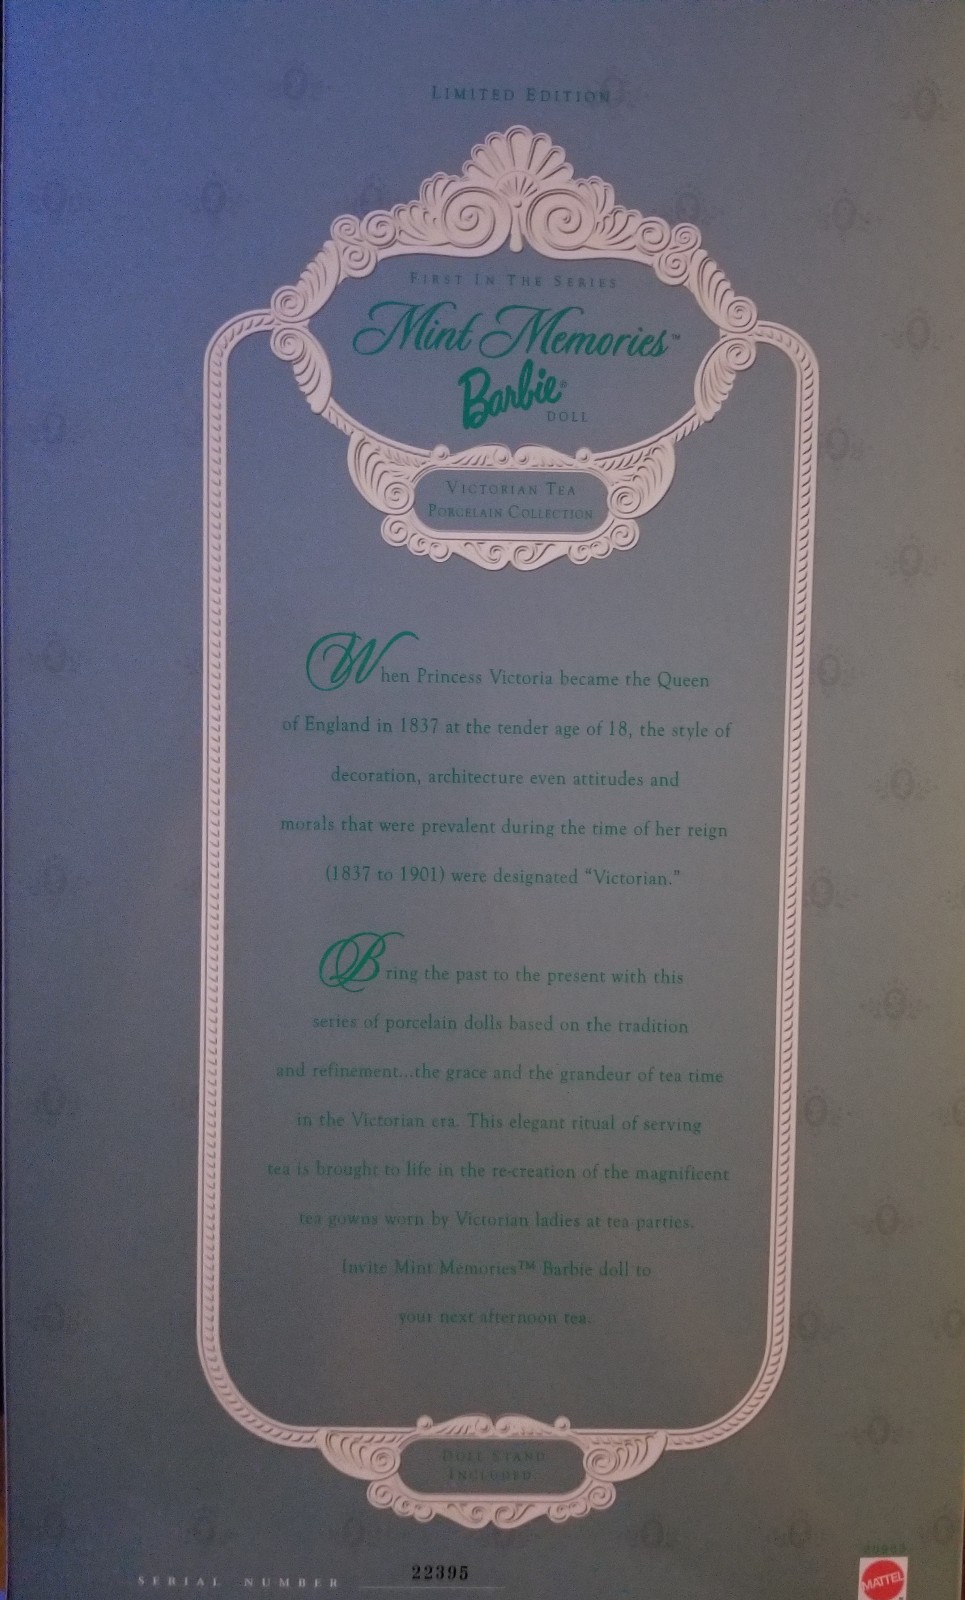 LIMITED EDITION
FIRST IN THE SERIES
Mint Memories™
Barbie®
DOLL
VICTORIAN TEA
PORCELAIN COLLECTION
When Princess Victoria became the Queen
of England in 1837 at the tender age of 18, the style of
decoration, architecture even attitudes and
morals that were prevalent during the time of her reign
(1837 to 1901) were designated “Victorian.”
Bring the past to the present with this
series of porcelain dolls based on the tradition
and refinement...the grace and the grandeur of tea time
in the Victorian era. This elegant ritual of serving
tea is brought to life in the re-creation of the magnificent
tea gowns worn by Victorian ladies at tea parties.
Invite Mint Memories™ Barbie doll to
your next afternoon tea.
DOLL STAND
INCLUDED
SERIAL NUMBER 22395
MATTEL